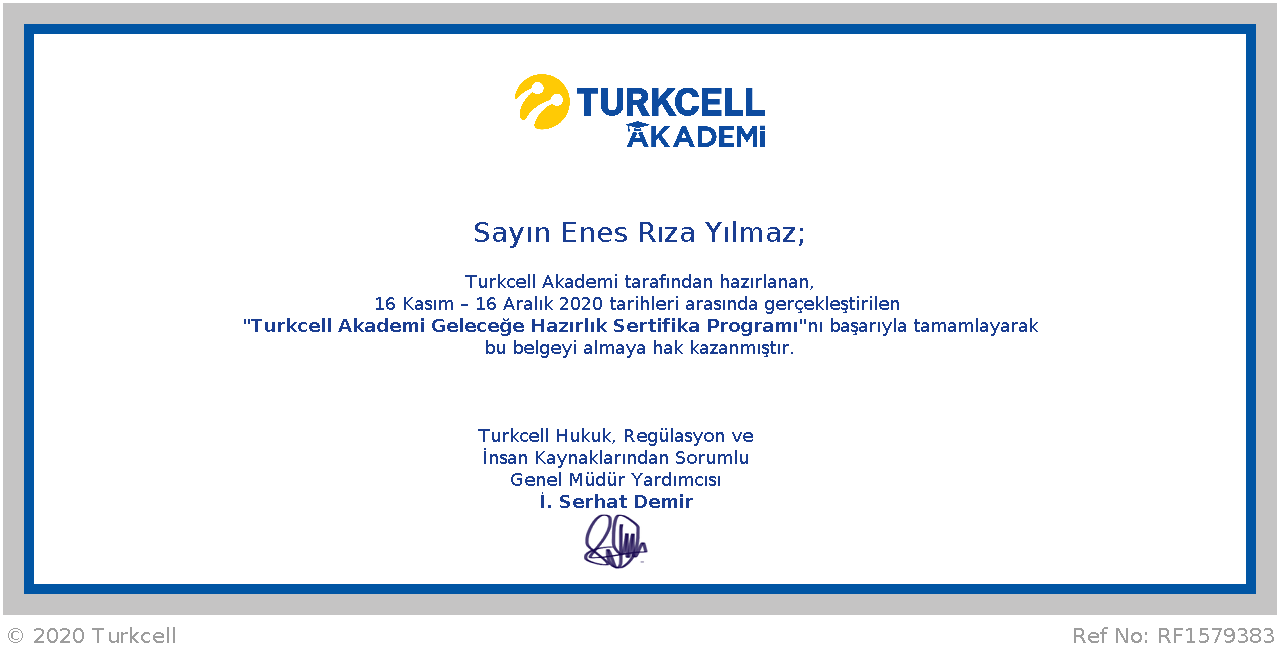 TURKCELL
AKADEMİ
Sayın Enes Rıza Yılmaz;
Turkcell Akademi tarafından hazırlanan,
16 Kasım – 16 Aralık 2020 tarihleri arasında gerçekleştirilen
"Turkcell Akademi Geleceğe Hazırlık Sertifika Programı"nı başarıyla tamamlayarak
bu belgeyi almaya hak kazanmıştır.
Turkcell Hukuk, Regülasyon ve
İnsan Kaynaklarından Sorumlu
Genel Müdür Yardımcısı
İ. Serhat Demir
© 2020 Turkcell
Ref No: RF1579383